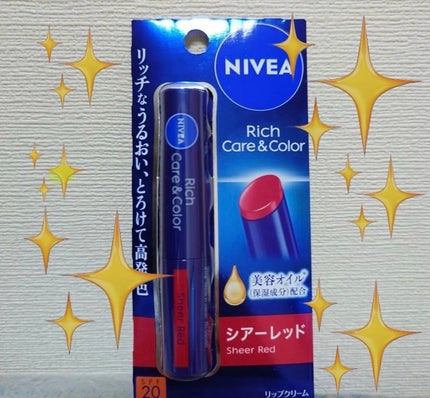 NIVEA
Rich
Care & Color
リッチなうるおい、とろけて高発色
NIVEA
Rich
Care & Color
Sheer Red
美容オイル*
(保湿成分)配合
シアーレッド
Sheer Red
SPF
20
リップクリーム